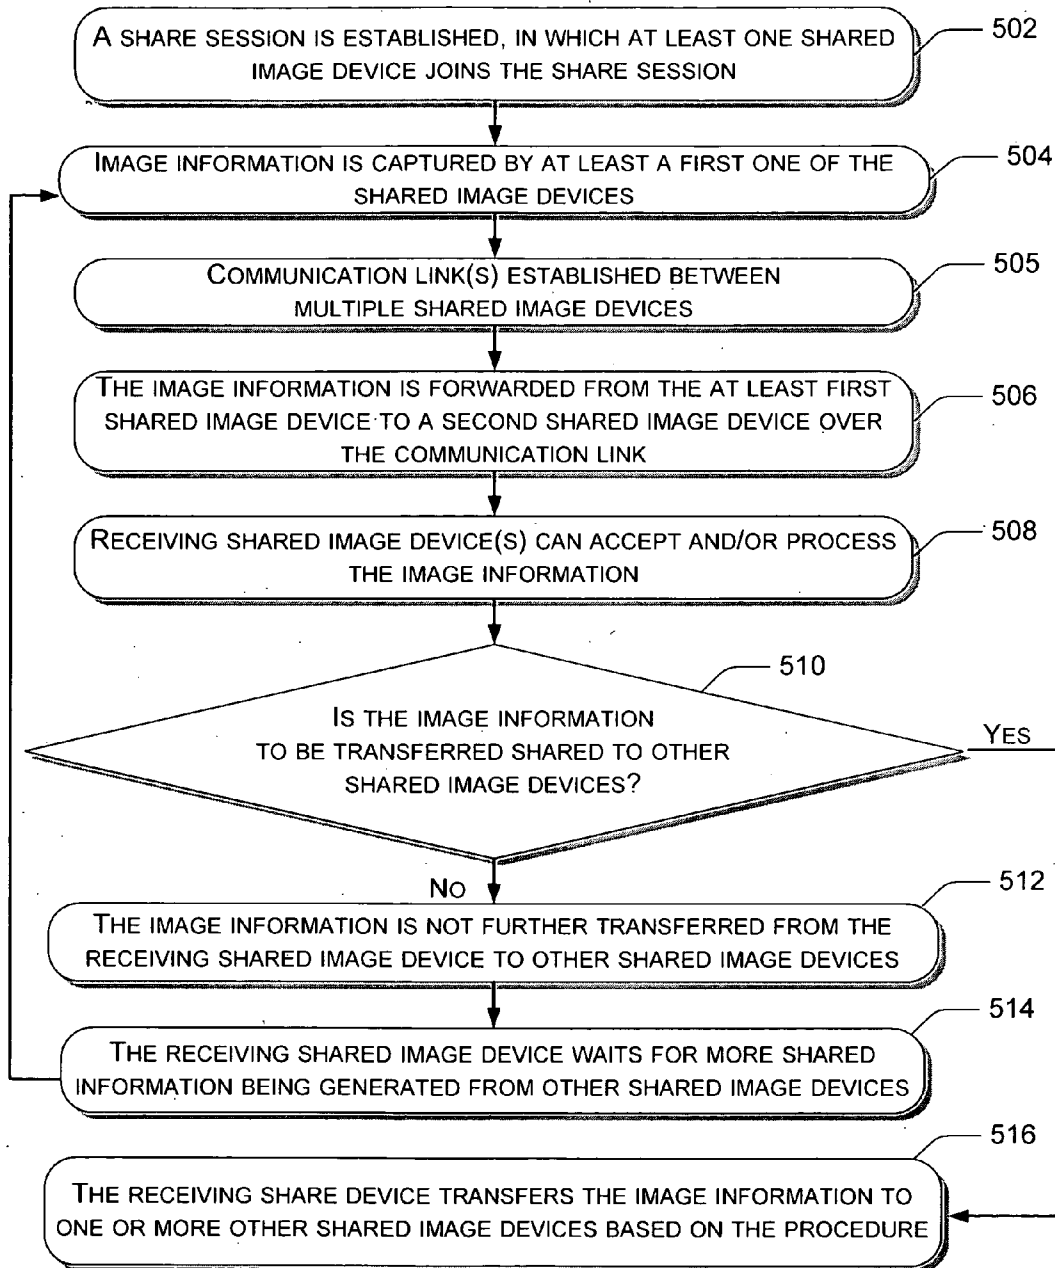 A SHARE SESSION IS ESTABLISHED, IN WHICH AT LEAST ONE SHARED
IMAGE DEVICE JOINS THE SHARE SESSION
502
IMAGE INFORMATION IS CAPTURED BY AT LEAST A FIRST ONE OF THE
SHARED IMAGE DEVICES
504
COMMUNICATION LINK(S) ESTABLISHED BETWEEN
MULTIPLE SHARED IMAGE DEVICES
505
THE IMAGE INFORMATION IS FORWARDED FROM THE AT LEAST FIRST
SHARED IMAGE DEVICE TO A SECOND SHARED IMAGE DEVICE OVER
THE COMMUNICATION LINK
506
RECEIVING SHARED IMAGE DEVICE(S) CAN ACCEPT AND/OR PROCESS
THE IMAGE INFORMATION
508
510
IS THE IMAGE INFORMATION
TO BE TRANSFERRED SHARED TO OTHER
SHARED IMAGE DEVICES?
YES
NO
512
THE IMAGE INFORMATION IS NOT FURTHER TRANSFERRED FROM THE
RECEIVING SHARED IMAGE DEVICE TO OTHER SHARED IMAGE DEVICES
514
THE RECEIVING SHARED IMAGE DEVICE WAITS FOR MORE SHARED
INFORMATION BEING GENERATED FROM OTHER SHARED IMAGE DEVICES
516
THE RECEIVING SHARE DEVICE TRANSFERS THE IMAGE INFORMATION TO
ONE OR MORE OTHER SHARED IMAGE DEVICES BASED ON THE PROCEDURE